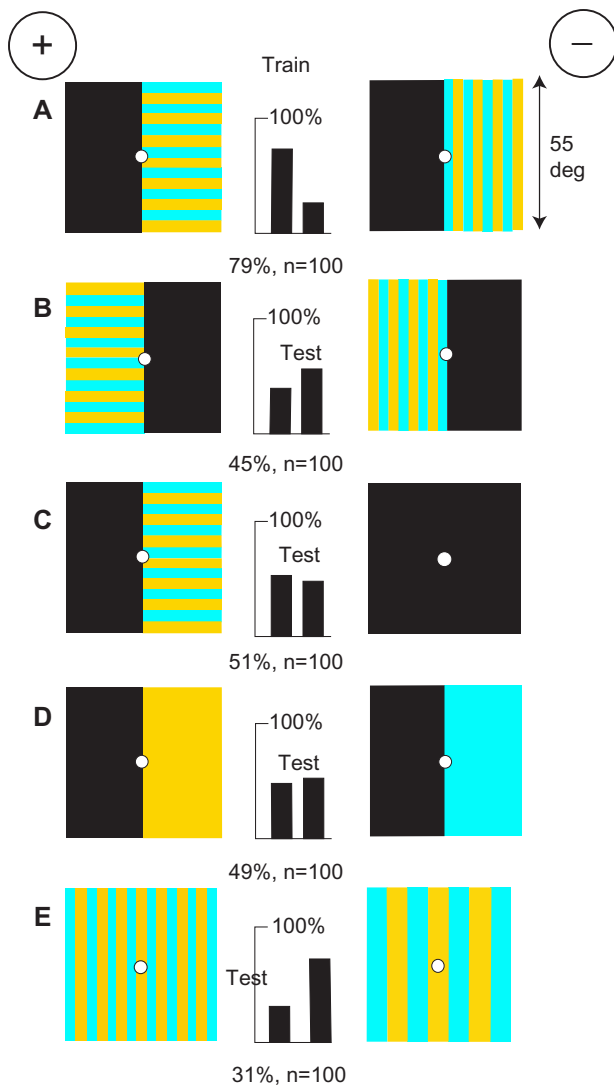 +
−
Train
A
100%
55
deg
79%, n=100
B
100%
Test
45%, n=100
C
100%
Test
51%, n=100
D
100%
Test
49%, n=100
E
100%
Test
31%, n=100